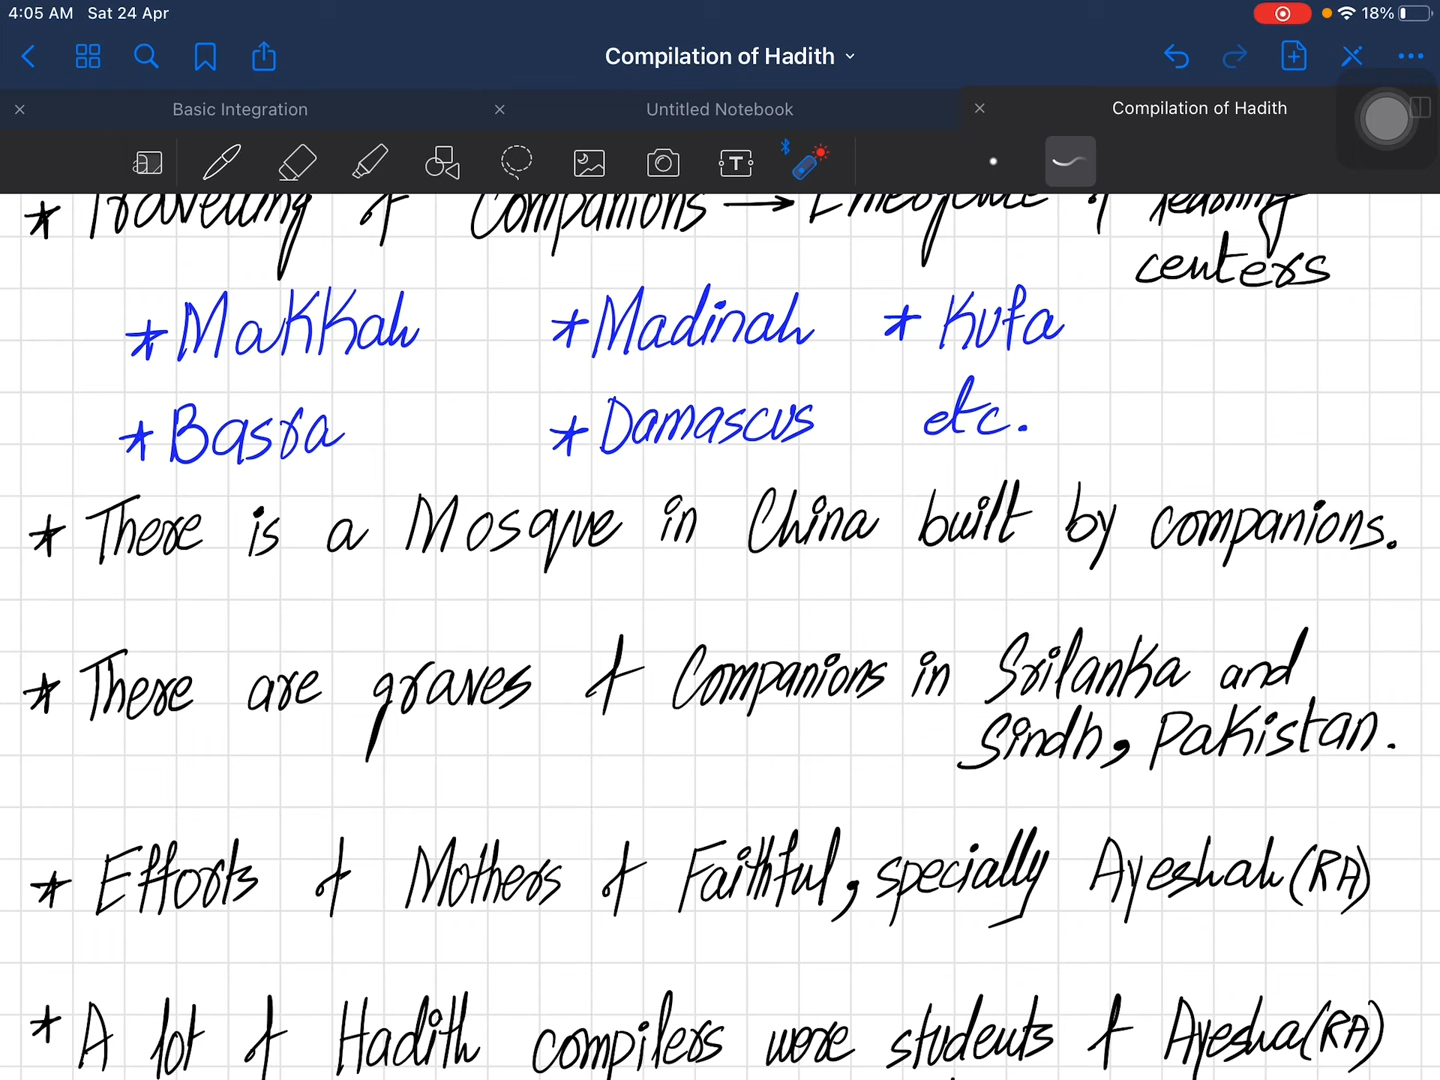 4:05 AM Sat 24 Apr 18%
Compilation of Hadith
Basic Integration Untitled Notebook Compilation of Hadith
* Travelling of Companions → Emergence of learning
centers
* Makkah * Madinah * Kufa
* Basra * Damascus etc.
* There is a Mosque in China built by companions.
* There are graves of Companions in Srilanka and
Sindh, Pakistan.
* Efforts of Mothers of Faithful, specially Ayeshah (RA)
* A lot of Hadith compilers were students of Ayesha (RA)